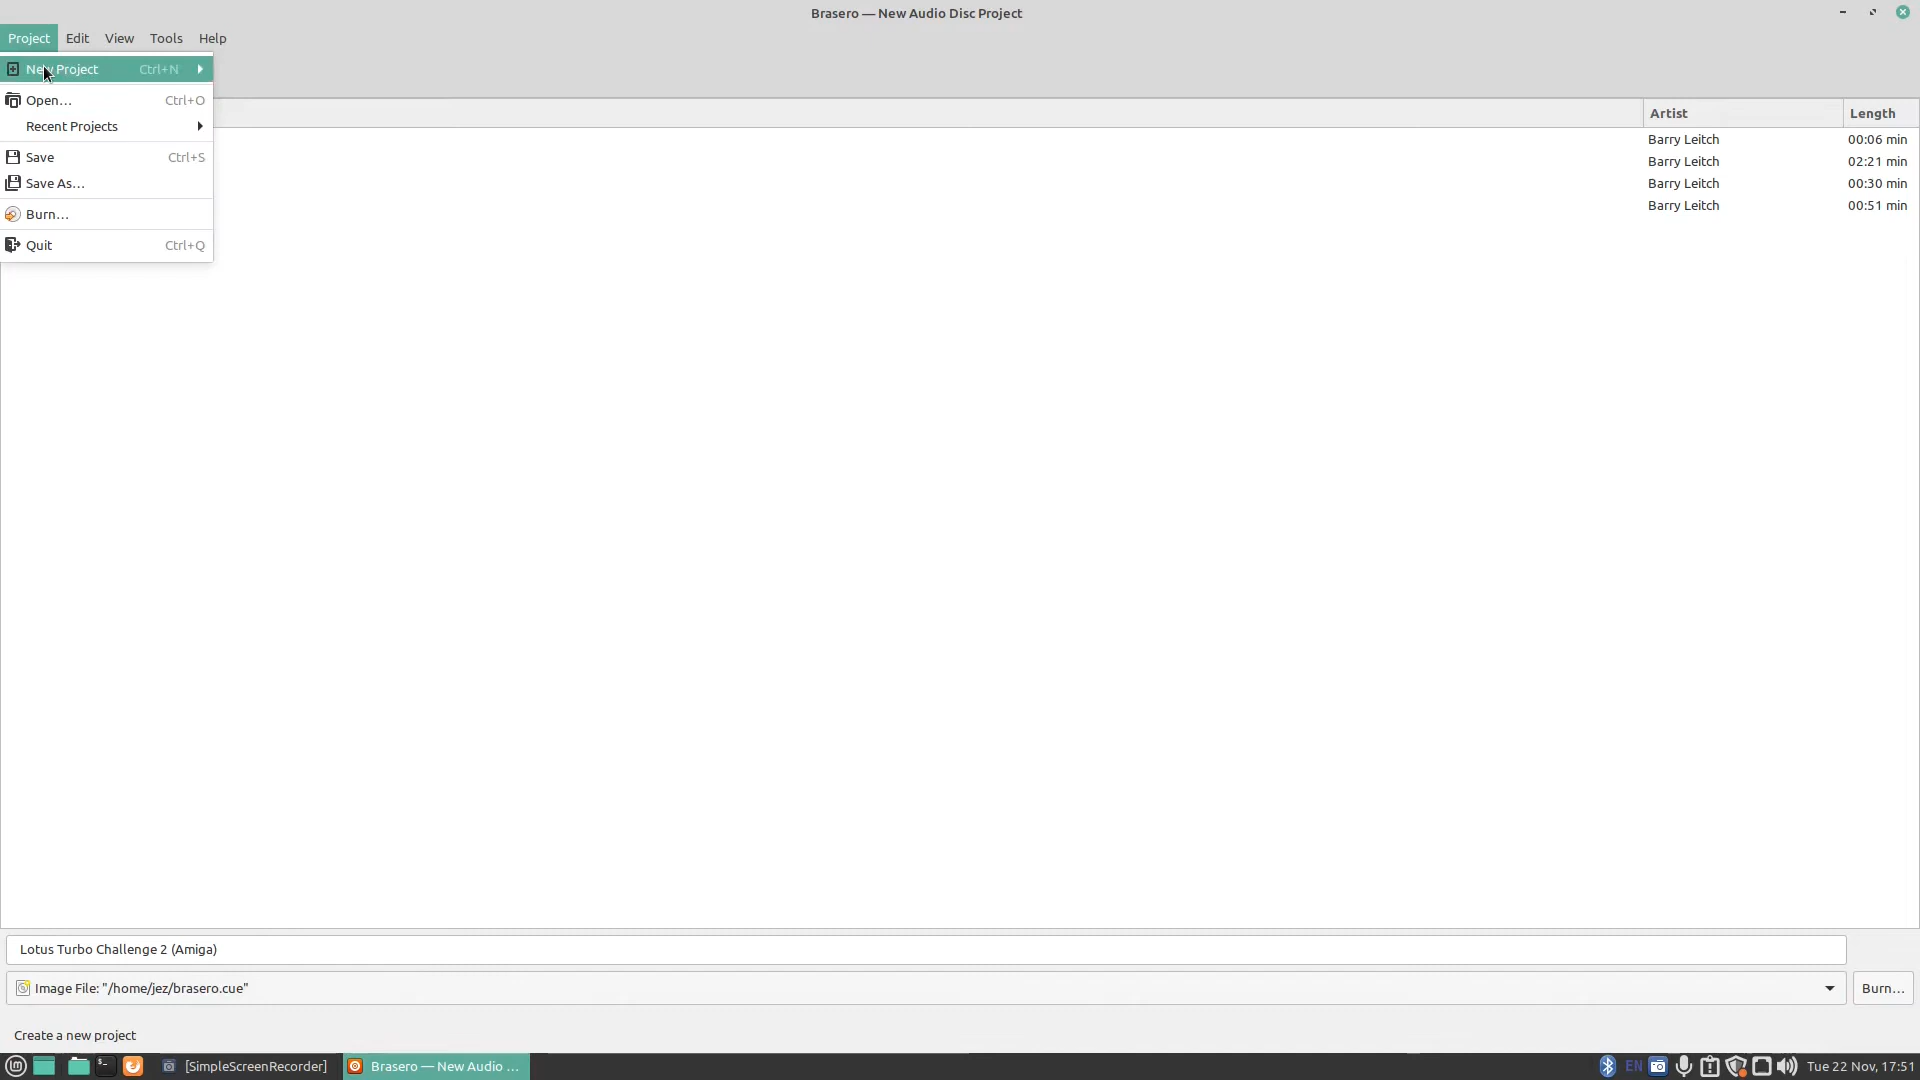 Brasero — New Audio Disc Project
Project Edit View Tools Help
New Project Ctrl+N
Open... Ctrl+O
Recent Projects
Save Ctrl+S
Save As...
Burn...
Quit Ctrl+Q
Artist Length
Barry Leitch 00:06 min
Barry Leitch 02:21 min
Barry Leitch 00:30 min
Barry Leitch 00:51 min
Lotus Turbo Challenge 2 (Amiga)
Image File: "/home/jez/brasero.cue" Burn...
Create a new project
[SimpleScreenRecorder] Brasero — New Audio ... EN Tue 22 Nov, 17:51